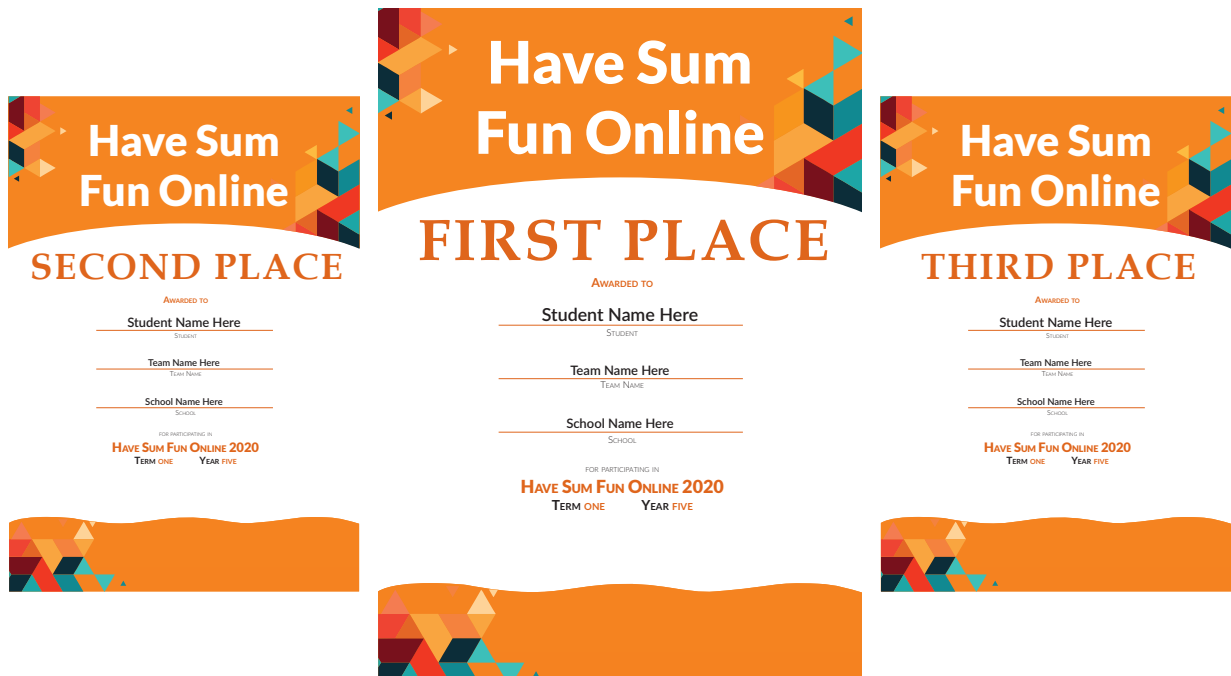 Have Sum
Fun Online
SECOND PLACE
AWARDED TO
Student Name Here
STUDENT
Team Name Here
TEAM NAME
School Name Here
SCHOOL
FOR PARTICIPATING IN
HAVE SUM FUN ONLINE 2020
TERM ONE YEAR FIVE
Have Sum
Fun Online
FIRST PLACE
AWARDED TO
Student Name Here
STUDENT
Team Name Here
TEAM NAME
School Name Here
SCHOOL
FOR PARTICIPATING IN
HAVE SUM FUN ONLINE 2020
TERM ONE YEAR FIVE
Have Sum
Fun Online
THIRD PLACE
AWARDED TO
Student Name Here
STUDENT
Team Name Here
TEAM NAME
School Name Here
SCHOOL
FOR PARTICIPATING IN
HAVE SUM FUN ONLINE 2020
TERM ONE YEAR FIVE